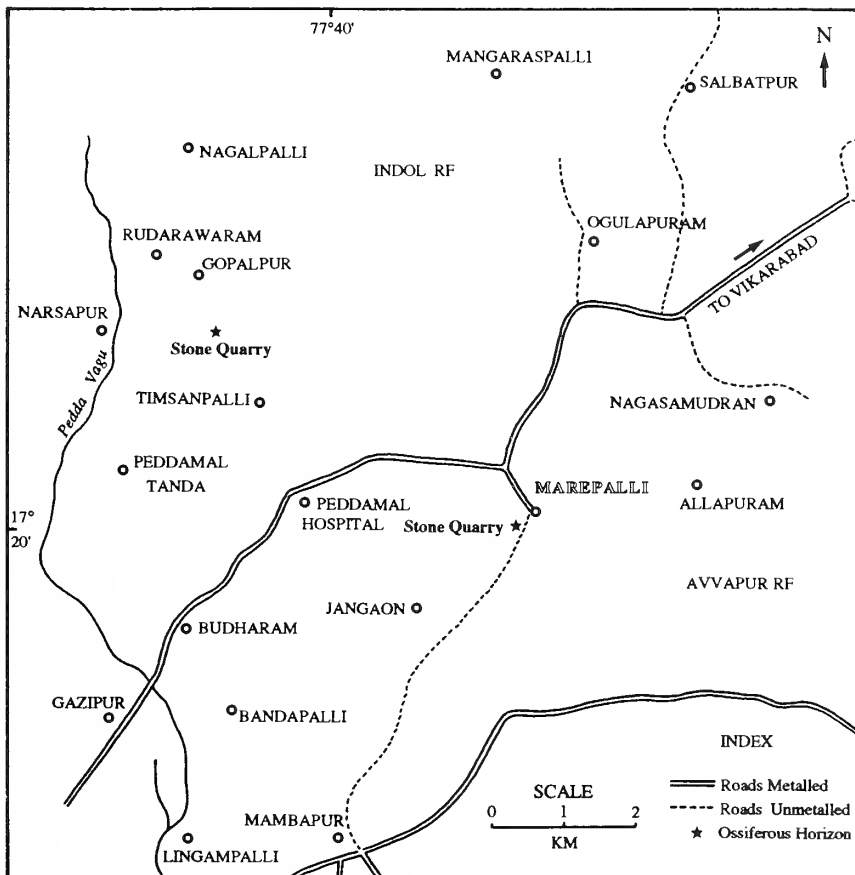 77°40'
MANGARASPALLI
N
SALBATPUR
NAGALPALLI
INDOL RF
OGULAPURAM
RUDARAWARAM
GOPALPUR
TO VIKARABAD
NARSAPUR
Stone Quarry
Pedda Vagu
TIMSANPALLI
NAGASAMUDRAN
PEDDAMAL
TANDA
MAREPALLI
ALLAPURAM
PEDDAMAL
HOSPITAL
Stone Quarry
17°
20'
AVVAPUR RF
JANGAON
BUDHARAM
GAZIPUR
BANDAPALLI
INDEX
Roads Metalled
SCALE
0 1 2
KM
Roads Unmetalled
MAMBAPUR
Ossiferous Horizon
LINGAMPALLI